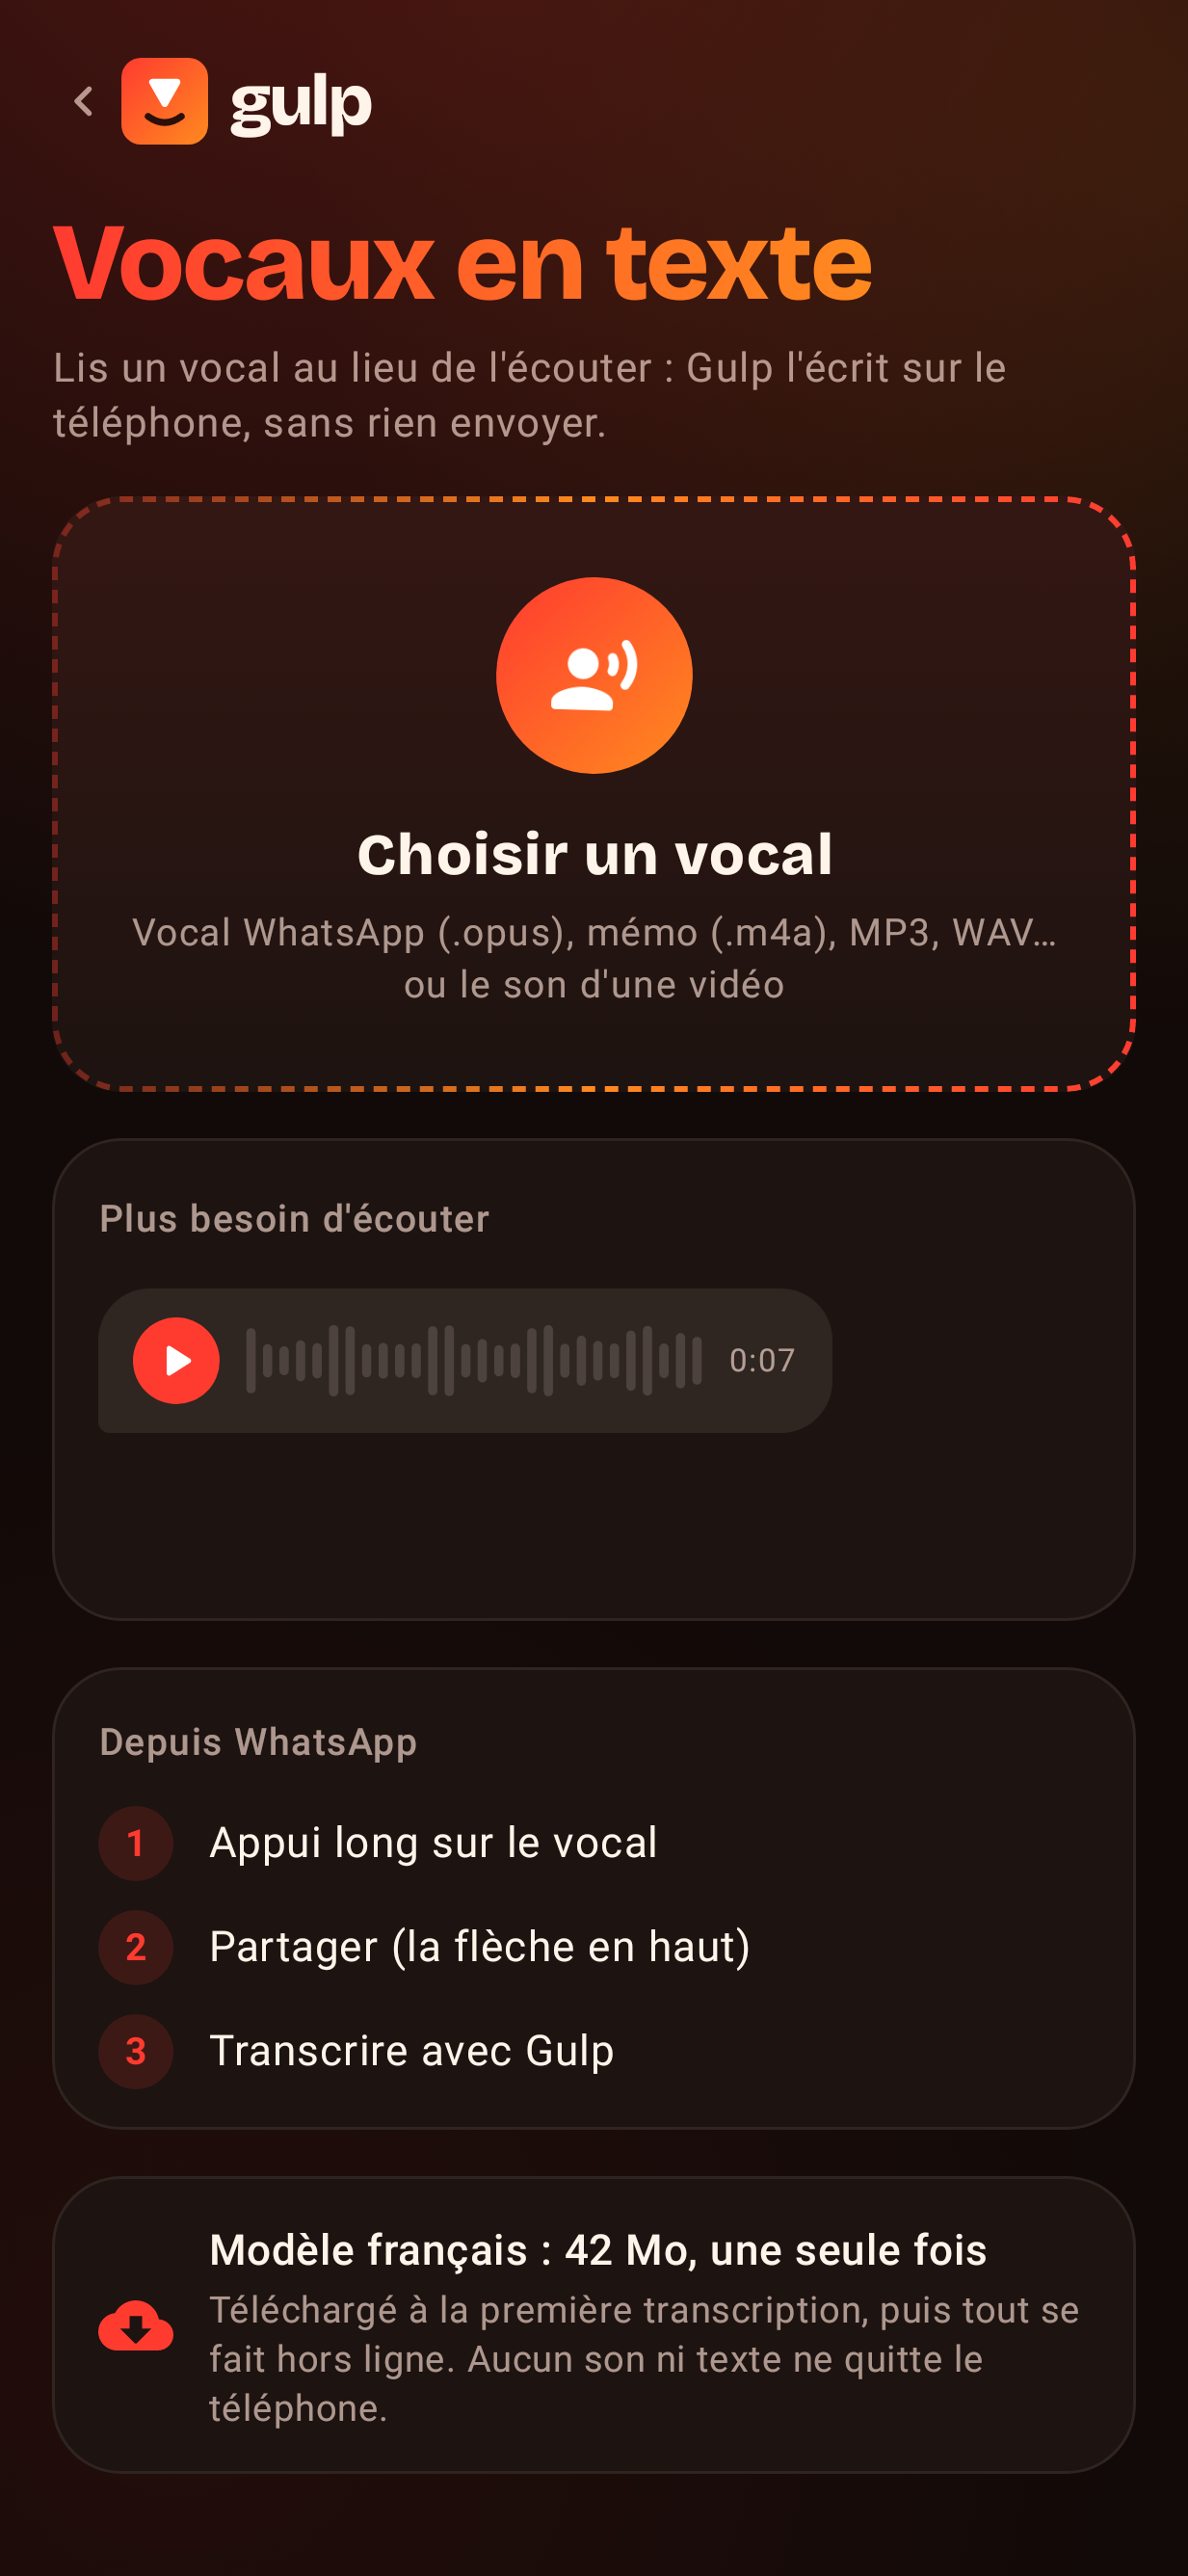 gulp
Vocaux en texte
Lis un vocal au lieu de l'écouter : Gulp l'écrit sur le
téléphone, sans rien envoyer.
Choisir un vocal
Vocal WhatsApp (.opus), mémo (.m4a), MP3, WAV…
ou le son d'une vidéo
Plus besoin d'écouter
0:07
Depuis WhatsApp
1 Appui long sur le vocal
2 Partager (la flèche en haut)
3 Transcrire avec Gulp
Modèle français : 42 Mo, une seule fois
Téléchargé à la première transcription, puis tout se
fait hors ligne. Aucun son ni texte ne quitte le
téléphone.